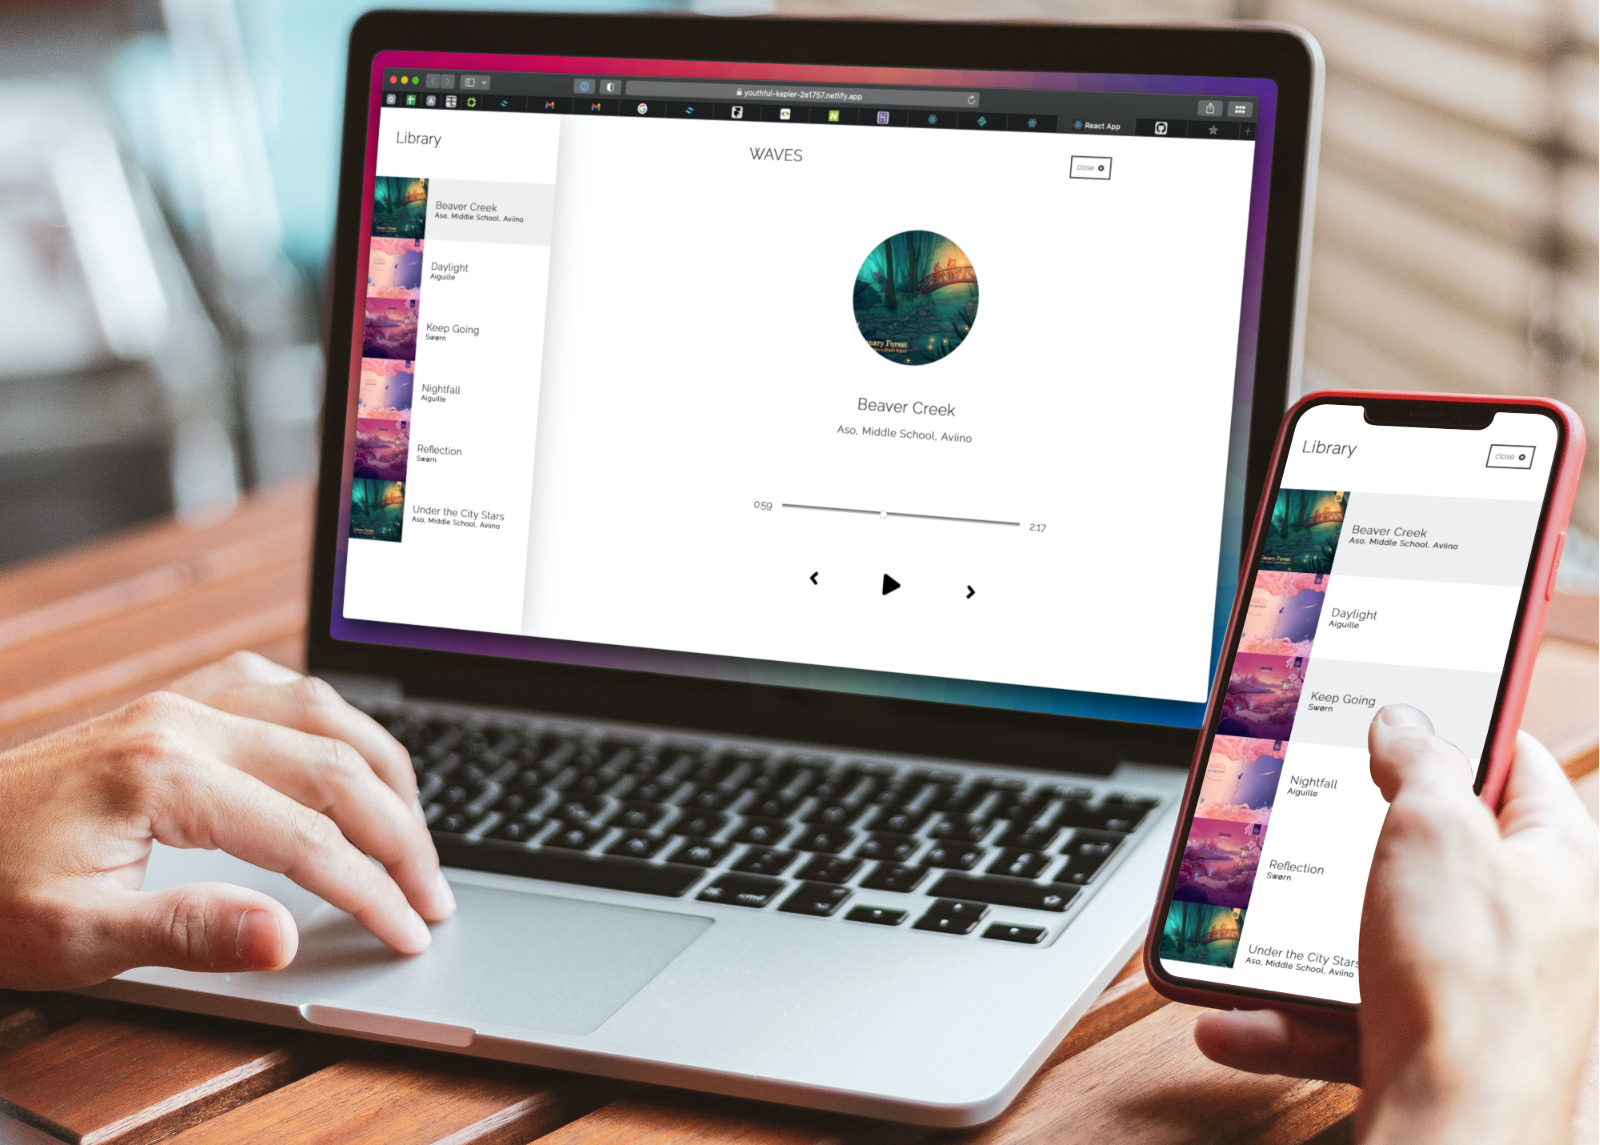 youthful-kepler-2e1757.netlify.app
React App
Library
Beaver Creek
Aso, Middle School, Aviino
Daylight
Aiguille
Keep Going
Swørn
Nightfall
Aiguille
Reflection
Swørn
Under the City Stars
Aso, Middle School, Aviino
WAVES
close
Beaver Creek
Aso, Middle School, Aviino
0:59
2:17
Library
close
Beaver Creek
Aso, Middle School, Aviino
Daylight
Aiguille
Keep Going
Swørn
Nightfall
Aiguille
Reflection
Swørn
Under the City Stars
Aso, Middle School, Aviino
cmd